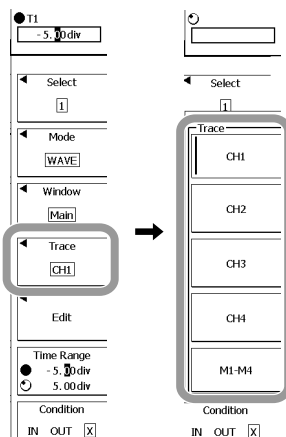 T1
- 5.00div
Select
1
Mode
WAVE
Window
Main
Trace
CH1
Edit
Time Range
- 5.00div
5.00div
Condition
IN OUT X
Select
1
Trace
CH1
CH2
CH3
CH4
M1-M4
Condition
IN OUT X